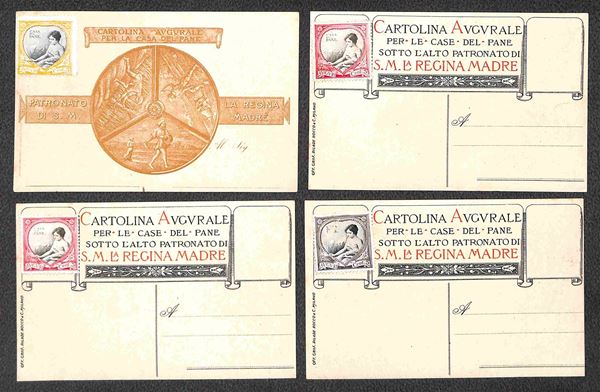 CASA
PANE
CARTOLINA AVGVRALE
PER LA CASA DEL PANE
PATRONATO
DI S. M.
LA REGINA
MADRE
Al Sig
CARTOLINA AVGVRALE
PER · LE · CASE · DEL · PANE
SOTTO L'ALTO PATRONATO DI
S. M. LA REGINA MADRE
A
CARTOLINA AVGVRALE
PER · LE · CASE · DEL · PANE
SOTTO L'ALTO PATRONATO DI
S. M. LA REGINA MADRE
A
CARTOLINA AVGVRALE
PER · LE · CASE · DEL · PANE
SOTTO L'ALTO PATRONATO DI
S. M. LA REGINA MADRE
A